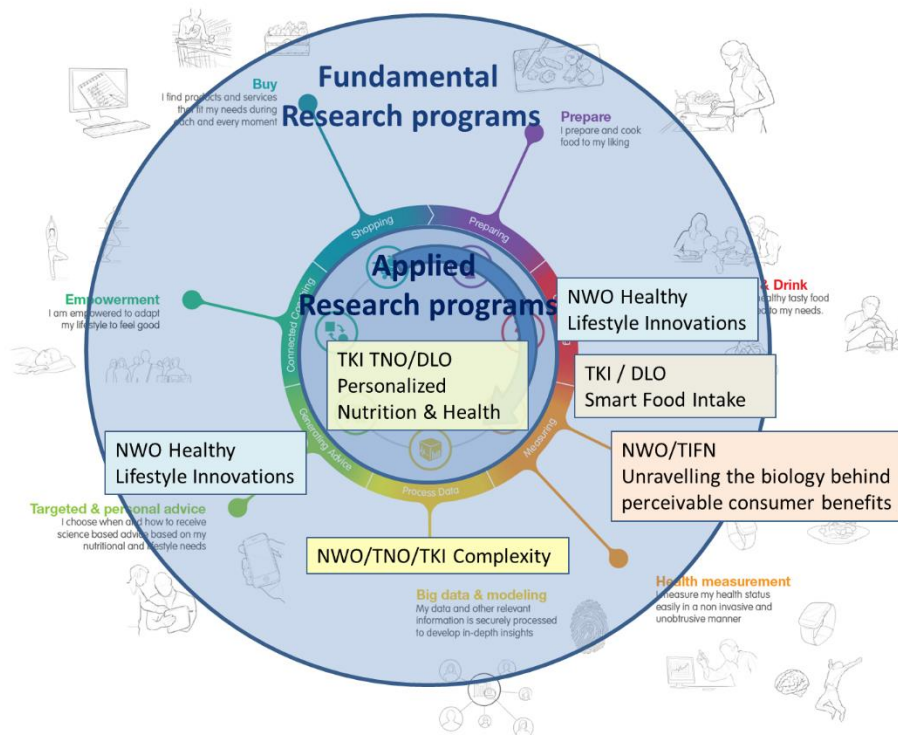 Fundamental
Research programs
Buy
I find products and services
that fit my needs during
each and every moment
Prepare
I prepare and cook
food to my liking
Shopping
Preparing
Applied
Research programs
Connected Co
ing
Empowerment
I am empowered to adapt
my lifestyle to feel good
NWO Healthy
Lifestyle Innovations
& Drink
healthy tasty food
ed to my needs.
TKI TNO/DLO
Personalized
Nutrition & Health
TKI / DLO
Smart Food Intake
NWO Healthy
Lifestyle Innovations
Generating Advice
Process Data
Measuring
NWO/TIFN
Unravelling the biology behind
perceivable consumer benefits
Targeted & personal advice
I choose when and how to receive
science based advice based on my
nutritional and lifestyle needs
NWO/TNO/TKI Complexity
Big data & modeling
My data and other relevant
information is securely processed
to develop in-depth insights
Health measurement
I measure my health status
easily in a non invasive and
unobtrusive manner